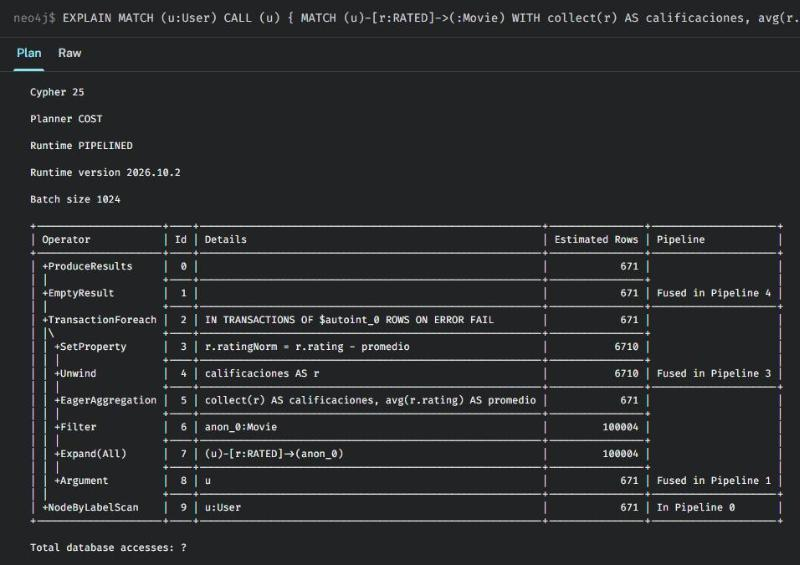 neo4j$ EXPLAIN MATCH (u:User) CALL (u) { MATCH (u)-[r:RATED]->(:Movie) WITH collect(r) AS calificaciones, avg(r.
Plan Raw
Cypher 25
Planner COST
Runtime PIPELINED
Runtime version 2026.10.2
Batch size 1024
Operator | Id | Details | Estimated Rows | Pipeline
+ProduceResults | 0 | | 671 |
+EmptyResult | 1 | | 671 | Fused in Pipeline 4
+TransactionForeach | 2 | IN TRANSACTIONS OF $autoint_0 ROWS ON ERROR FAIL | 671 |
+SetProperty | 3 | r.ratingNorm = r.rating - promedio | 6710 |
+Unwind | 4 | calificaciones AS r | 6710 | Fused in Pipeline 3
+EagerAggregation | 5 | collect(r) AS calificaciones, avg(r.rating) AS promedio | 671 |
+Filter | 6 | anon_0:Movie | 100004 |
+Expand(All) | 7 | (u)-[r:RATED]->(anon_0) | 100004 |
+Argument | 8 | u | 671 | Fused in Pipeline 1
+NodeByLabelScan | 9 | u:User | 671 | In Pipeline 0
Total database accesses: ?